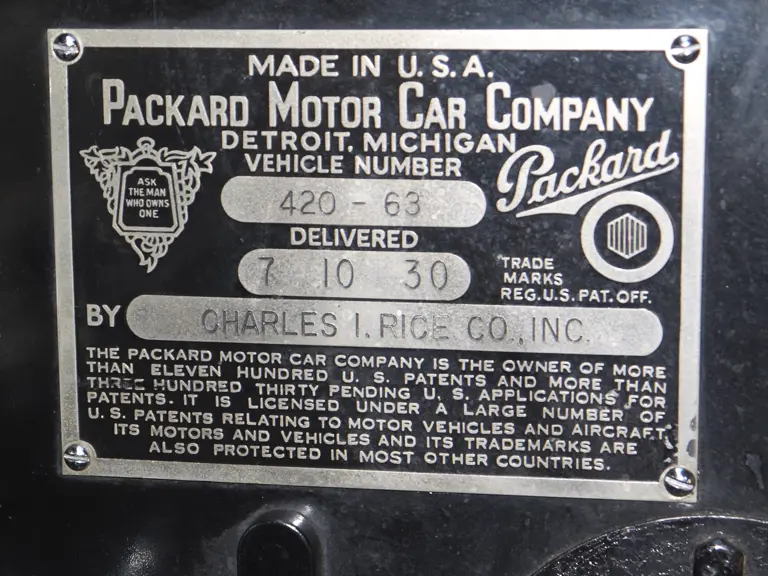 MADE IN U.S.A.
PACKARD MOTOR CAR COMPANY
DETROIT, MICHIGAN
VEHICLE NUMBER
ASK
THE MAN
WHO OWNS
ONE
Packard
420 - 63
DELIVERED
7 10 30
TRADE
MARKS
REG. U.S. PAT. OFF.
BY CHARLES I. RICE CO., INC.
THE PACKARD MOTOR CAR COMPANY IS THE OWNER OF MORE
THAN ELEVEN HUNDRED U. S. PATENTS AND MORE THAN
THREE HUNDRED THIRTY PENDING U. S. APPLICATIONS FOR
PATENTS. IT IS LICENSED UNDER A LARGE NUMBER OF
U. S. PATENTS RELATING TO MOTOR VEHICLES AND AIRCRAFT.
ITS MOTORS AND VEHICLES AND ITS TRADEMARKS ARE
ALSO PROTECTED IN MOST OTHER COUNTRIES.